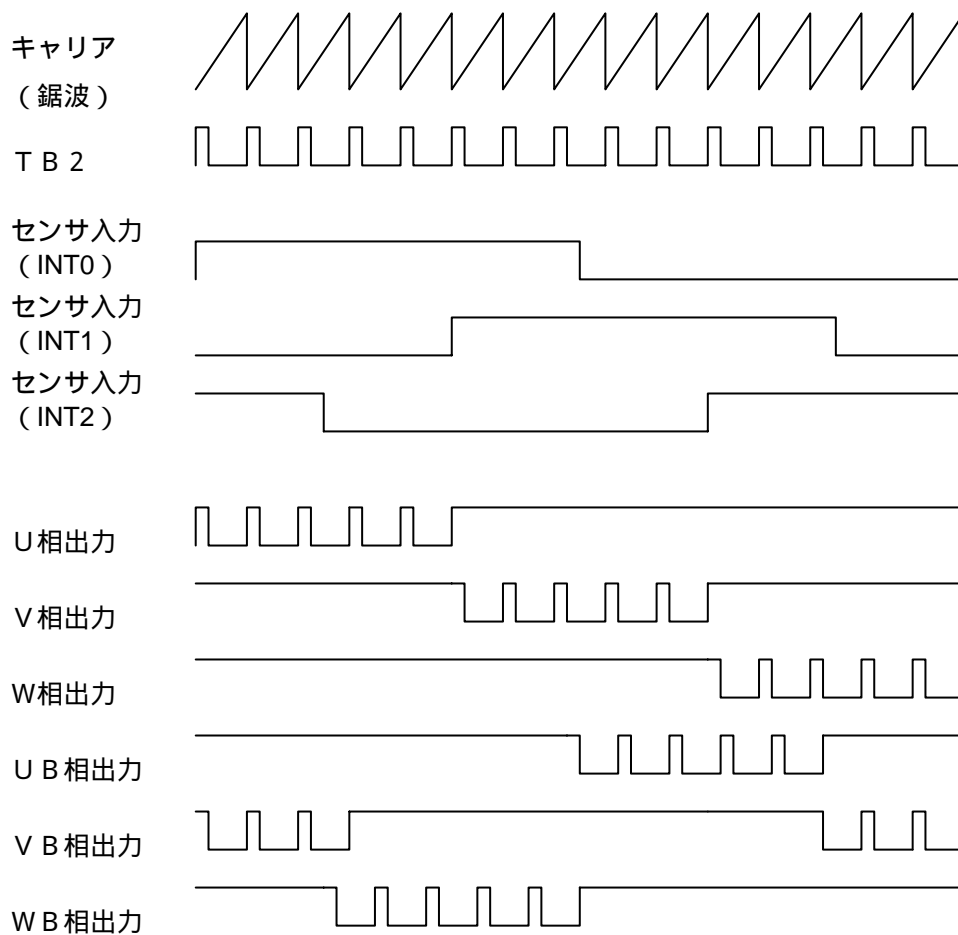 キャリア
（鋸波）
ＴＢ２
センサ入力
（INT0）
センサ入力
（INT1）
センサ入力
（INT2）
Ｕ相出力
Ｖ相出力
Ｗ相出力
ＵＢ相出力
ＶＢ相出力
ＷＢ相出力